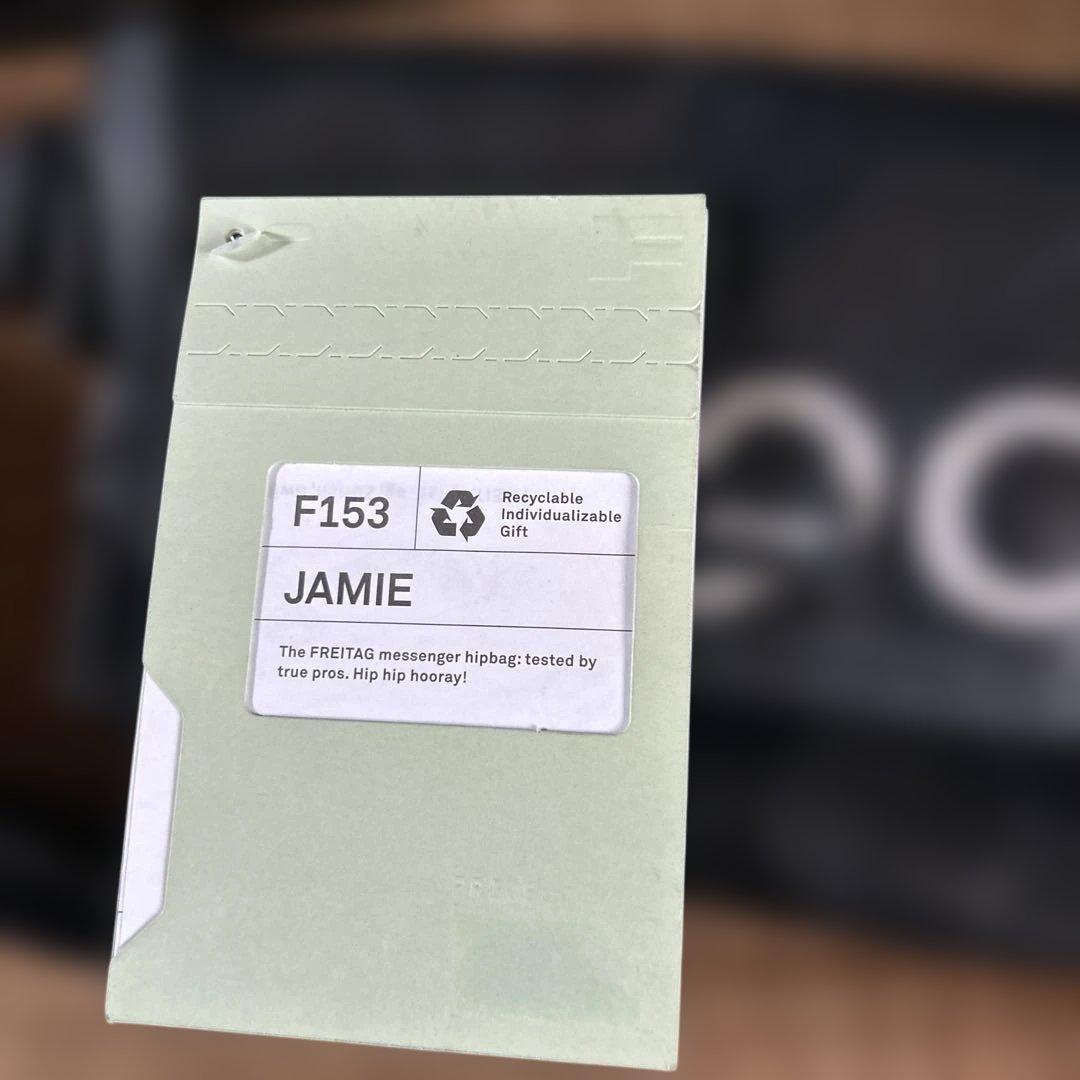 F153
Recyclable
Individualizable
Gift
JAMIE
The FREITAG messenger hipbag: tested by
true pros. Hip hip hooray!